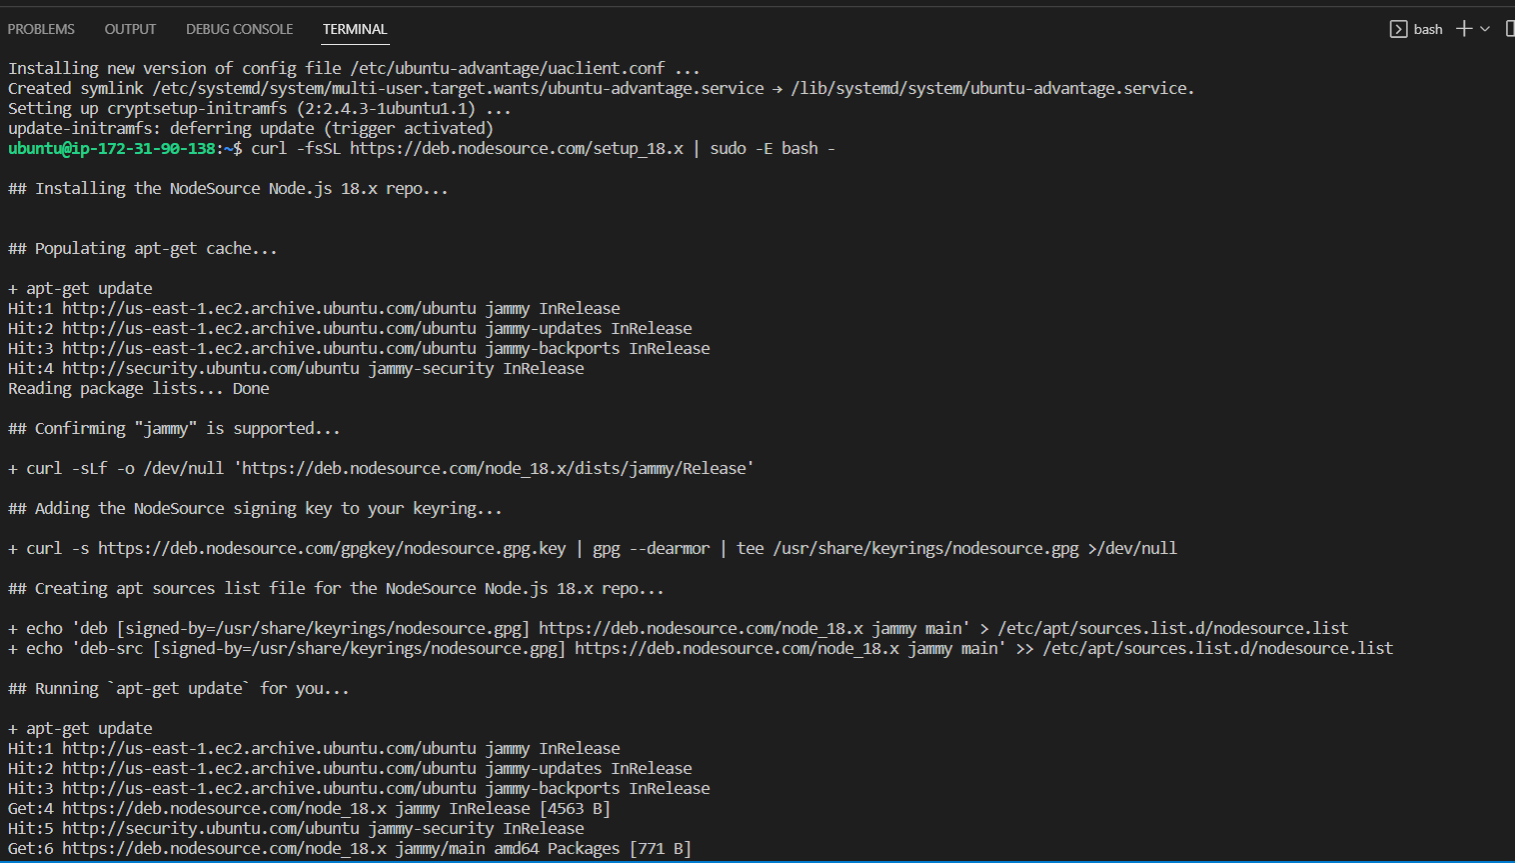 PROBLEMS OUTPUT DEBUG CONSOLE TERMINAL bash
Installing new version of config file /etc/ubuntu-advantage/uaclient.conf ...
Created symlink /etc/systemd/system/multi-user.target.wants/ubuntu-advantage.service → /lib/systemd/system/ubuntu-advantage.service.
Setting up cryptsetup-initramfs (2:2.4.3-1ubuntu1.1) ...
update-initramfs: deferring update (trigger activated)
ubuntu@ip-172-31-90-138:~$ curl -fsSL https://deb.nodesource.com/setup_18.x | sudo -E bash -
## Installing the NodeSource Node.js 18.x repo...
## Populating apt-get cache...
+ apt-get update
Hit:1 http://us-east-1.ec2.archive.ubuntu.com/ubuntu jammy InRelease
Hit:2 http://us-east-1.ec2.archive.ubuntu.com/ubuntu jammy-updates InRelease
Hit:3 http://us-east-1.ec2.archive.ubuntu.com/ubuntu jammy-backports InRelease
Hit:4 http://security.ubuntu.com/ubuntu jammy-security InRelease
Reading package lists... Done
## Confirming "jammy" is supported...
+ curl -sLf -o /dev/null 'https://deb.nodesource.com/node_18.x/dists/jammy/Release'
## Adding the NodeSource signing key to your keyring...
+ curl -s https://deb.nodesource.com/gpgkey/nodesource.gpg.key | gpg --dearmor | tee /usr/share/keyrings/nodesource.gpg >/dev/null
## Creating apt sources list file for the NodeSource Node.js 18.x repo...
+ echo 'deb [signed-by=/usr/share/keyrings/nodesource.gpg] https://deb.nodesource.com/node_18.x jammy main' > /etc/apt/sources.list.d/nodesource.list
+ echo 'deb-src [signed-by=/usr/share/keyrings/nodesource.gpg] https://deb.nodesource.com/node_18.x jammy main' >> /etc/apt/sources.list.d/nodesource.list
## Running `apt-get update` for you...
+ apt-get update
Hit:1 http://us-east-1.ec2.archive.ubuntu.com/ubuntu jammy InRelease
Hit:2 http://us-east-1.ec2.archive.ubuntu.com/ubuntu jammy-updates InRelease
Hit:3 http://us-east-1.ec2.archive.ubuntu.com/ubuntu jammy-backports InRelease
Get:4 https://deb.nodesource.com/node_18.x jammy InRelease [4563 B]
Hit:5 http://security.ubuntu.com/ubuntu jammy-security InRelease
Get:6 https://deb.nodesource.com/node_18.x jammy/main amd64 Packages [771 B]